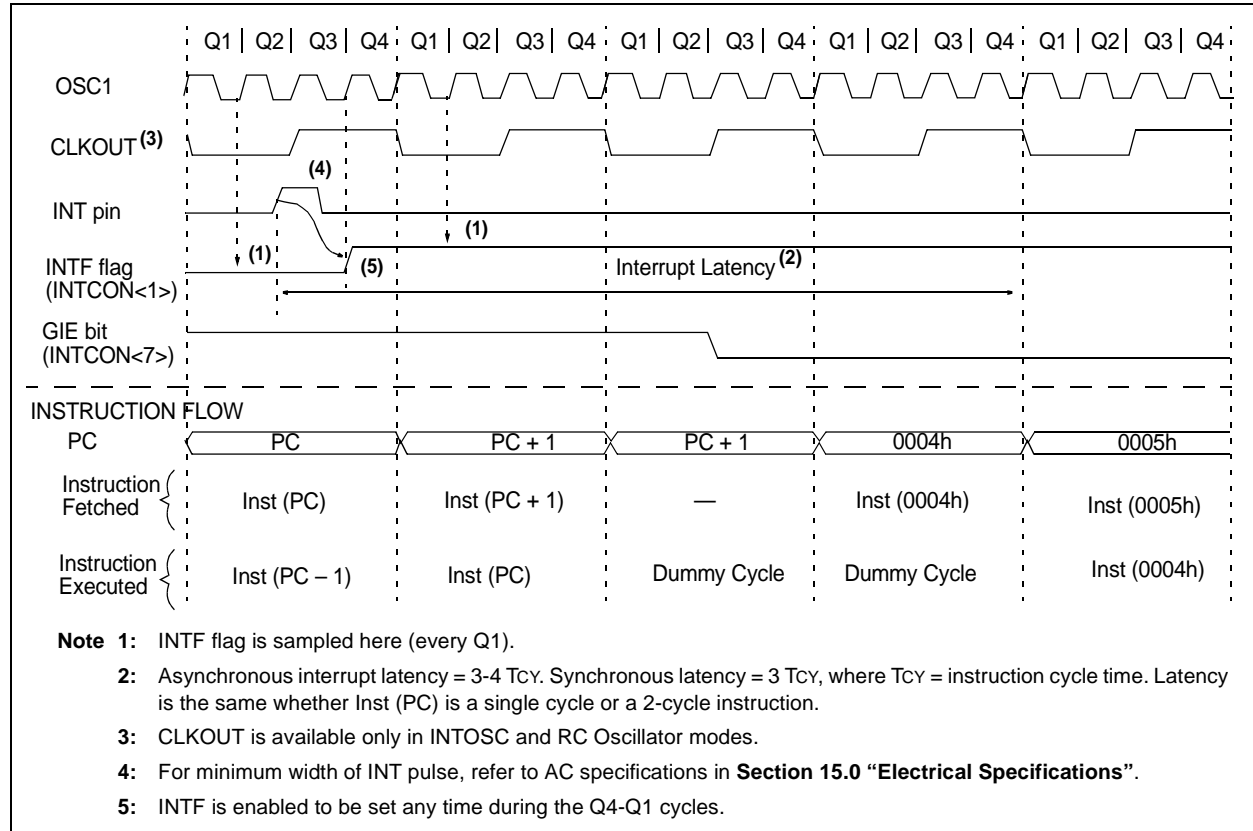 Q1 | Q2 | Q3 | Q4 Q1 | Q2 | Q3 | Q4 Q1 | Q2 | Q3 | Q4 Q1 | Q2 | Q3 | Q4 Q1 | Q2 | Q3 | Q4
OSC1
CLKOUT (3)
(4)
INT pin
(1)
(1)
(5)
INTF flag
(INTCON<1>)
Interrupt Latency (2)
GIE bit
(INTCON<7>)
INSTRUCTION FLOW
PC PC PC + 1 PC + 1 0004h 0005h
Instruction
Fetched
Inst (PC) Inst (PC + 1) — Inst (0004h) Inst (0005h)
Instruction
Executed
Inst (PC – 1) Inst (PC) Dummy Cycle Dummy Cycle Inst (0004h)
Note 1: INTF flag is sampled here (every Q1).
2: Asynchronous interrupt latency = 3-4 TCY. Synchronous latency = 3 TCY, where TCY = instruction cycle time. Latency
is the same whether Inst (PC) is a single cycle or a 2-cycle instruction.
3: CLKOUT is available only in INTOSC and RC Oscillator modes.
4: For minimum width of INT pulse, refer to AC specifications in Section 15.0 “Electrical Specifications”.
5: INTF is enabled to be set any time during the Q4-Q1 cycles.